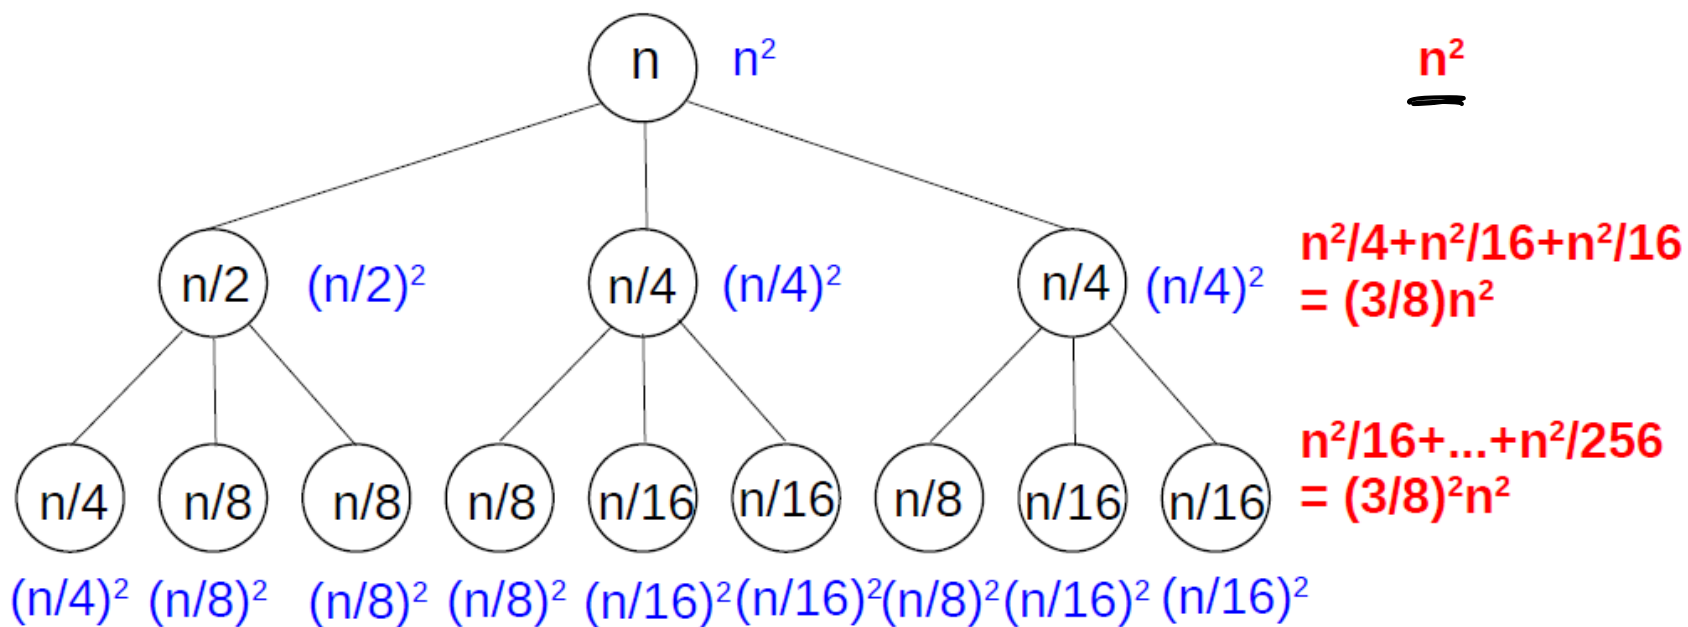 n n² n²
n/2 (n/2)² n/4 (n/4)² n/4 (n/4)² n²/4+n²/16+n²/16
= (3/8)n²
n/4 n/8 n/8 n/8 n/16 n/16 n/8 n/16 n/16 n²/16+...+n²/256
= (3/8)²n²
(n/4)² (n/8)² (n/8)² (n/8)² (n/16)² (n/16)² (n/8)² (n/16)² (n/16)²